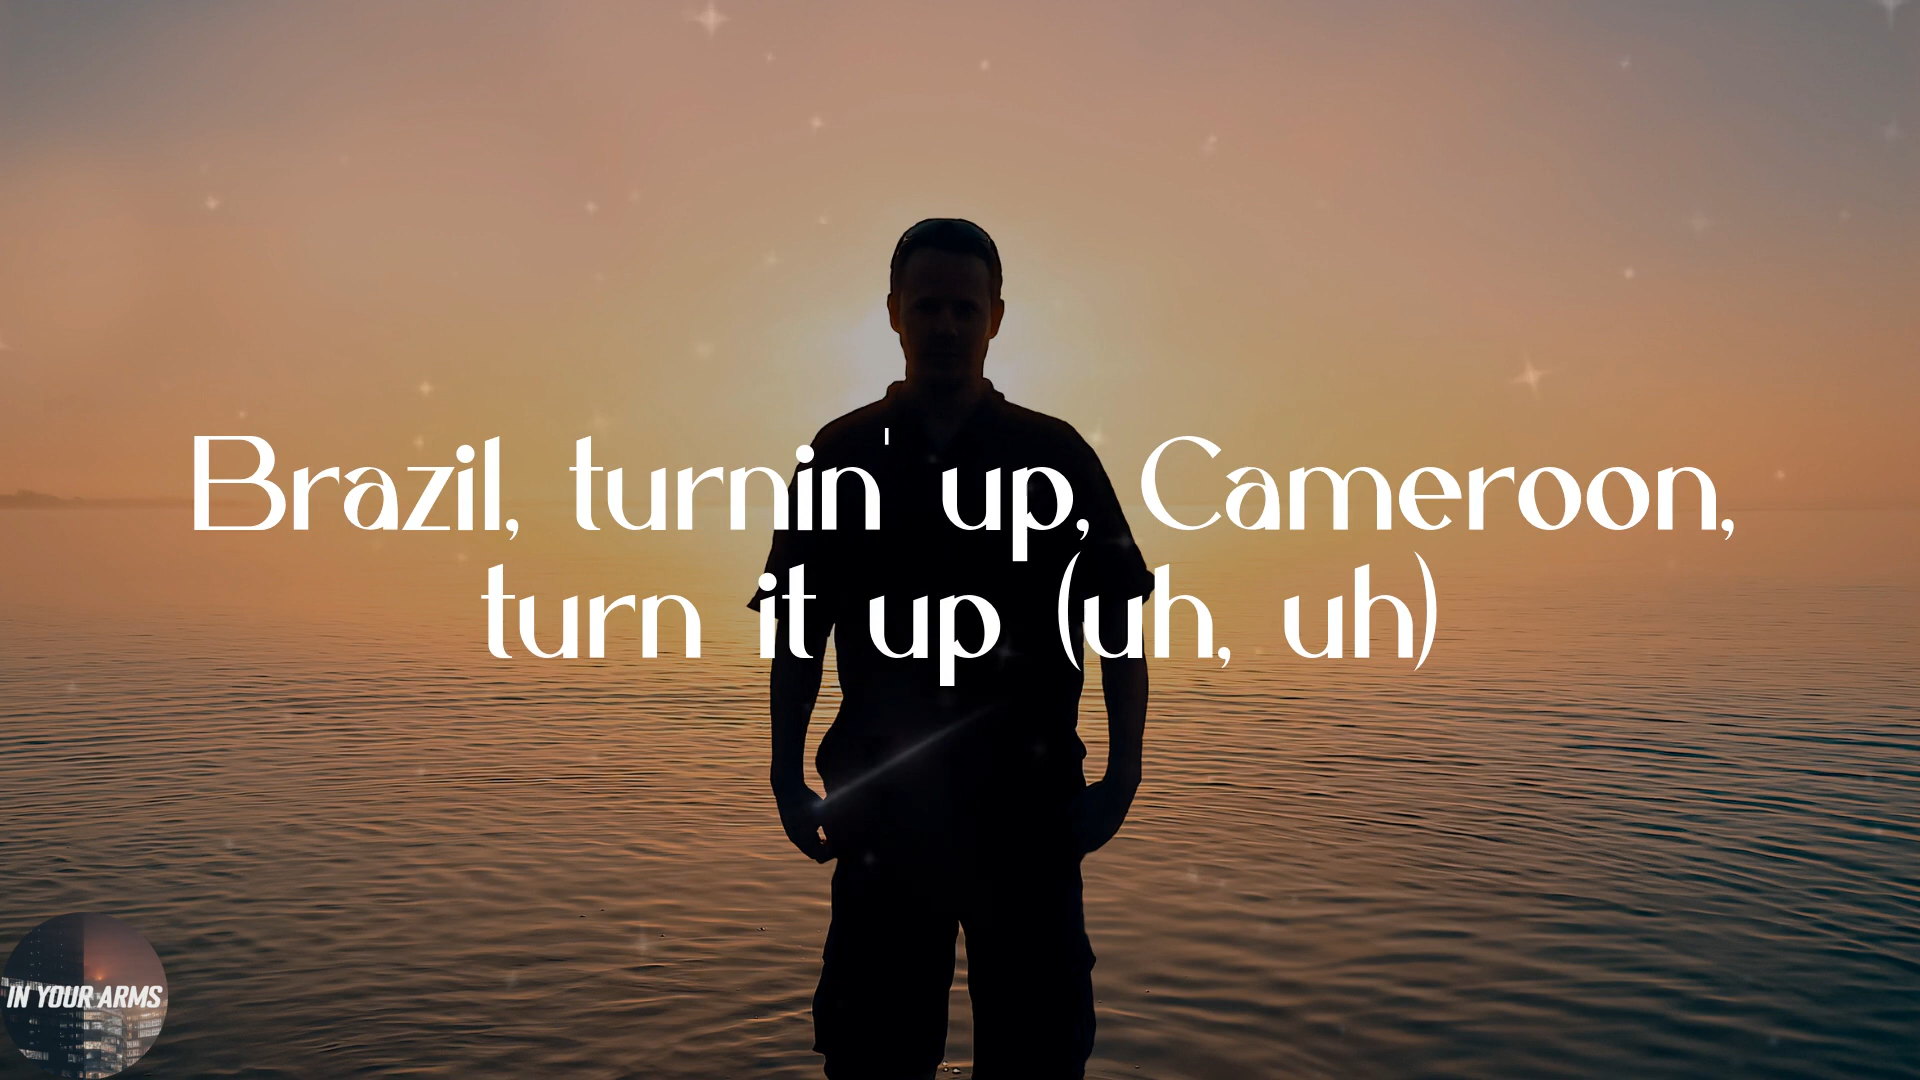 Brazil, turnin' up, Cameroon,
turn it up (uh, uh)
IN YOUR ARMS